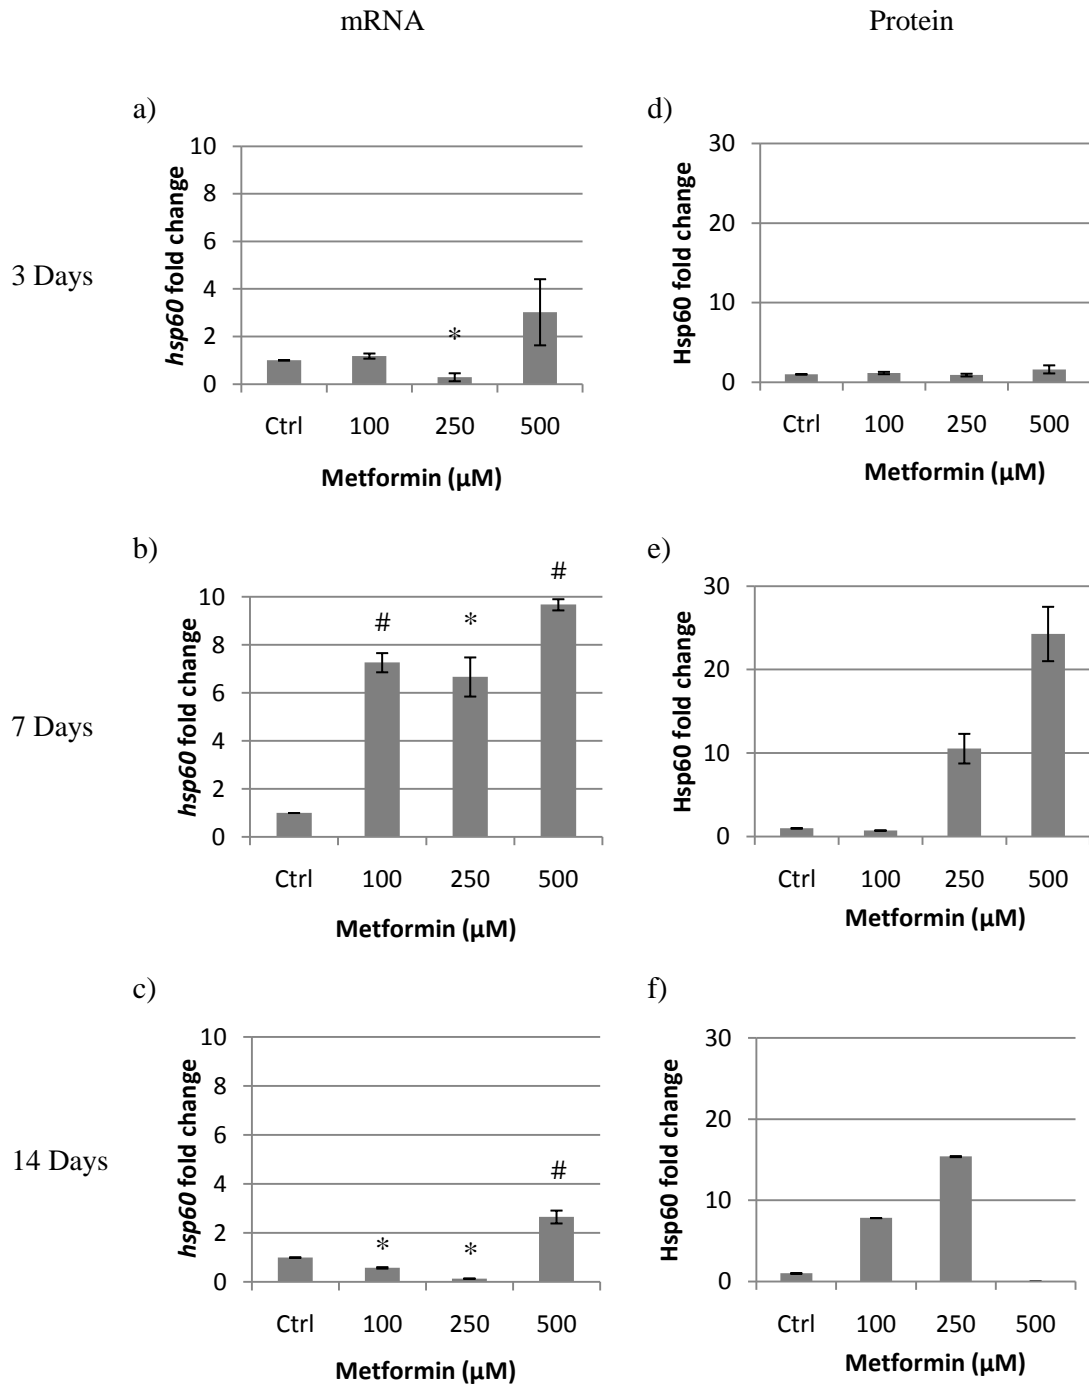 mRNA
Protein
3 Days
a)
hsp60 fold change
10
8
6
4
2
0
*
Ctrl 100 250 500
Metformin (µM)
d)
Hsp60 fold change
30
20
10
0
Ctrl 100 250 500
Metformin (µM)
7 Days
b)
hsp60 fold change
10
8
6
4
2
0
# * #
Ctrl 100 250 500
Metformin (µM)
e)
Hsp60 fold change
30
20
10
0
Ctrl 100 250 500
Metformin (µM)
14 Days
c)
hsp60 fold change
10
8
6
4
2
0
* * #
Ctrl 100 250 500
Metformin (µM)
f)
Hsp60 fold change
30
20
10
0
Ctrl 100 250 500
Metformin (µM)